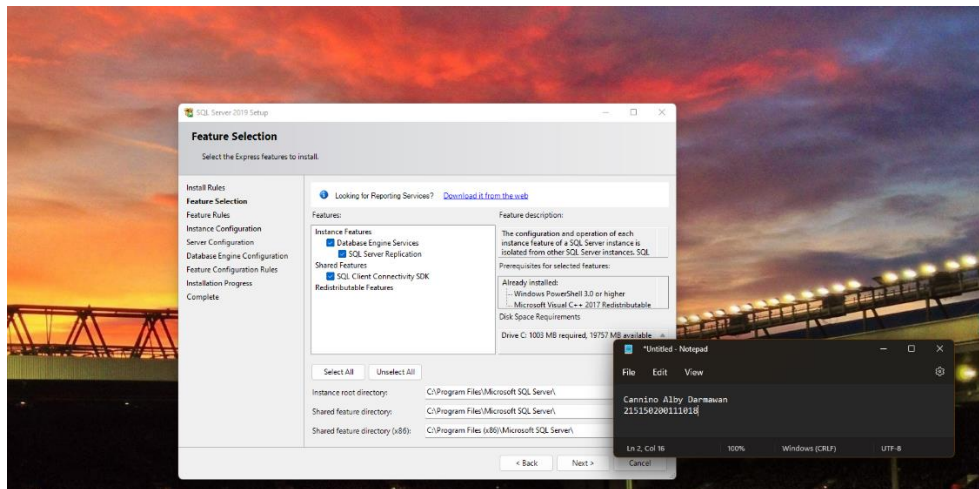 SQL Server 2019 Setup
Feature Selection
Select the Express features to install.
Install Rules
Feature Selection
Feature Rules
Instance Configuration
Server Configuration
Database Engine Configuration
Feature Configuration Rules
Installation Progress
Complete
Looking for Reporting Services? Download it from the web
Features:
Instance Features
Database Engine Services
SQL Server Replication
Shared Features
SQL Client Connectivity SDK
Redistributable Features
Feature description:
The configuration and operation of each
instance feature of a SQL Server instance is
isolated from other SQL Server instances. SQL
Prerequisites for selected features:
Already installed:
Windows PowerShell 3.0 or higher
Microsoft Visual C++ 2017 Redistributable
Disk Space Requirements
Drive C: 1003 MB required, 19757 MB available
Select All Unselect All
Instance root directory: C:\Program Files\Microsoft SQL Server\
Shared feature directory: C:\Program Files\Microsoft SQL Server\
Shared feature directory (x86): C:\Program Files (x86)\Microsoft SQL Server\
< Back Next > Cancel
*Untitled - Notepad
File Edit View
Cannino Alby Darmawan
215150200111018
Ln 2, Col 16 100% Windows (CRLF) UTF-8